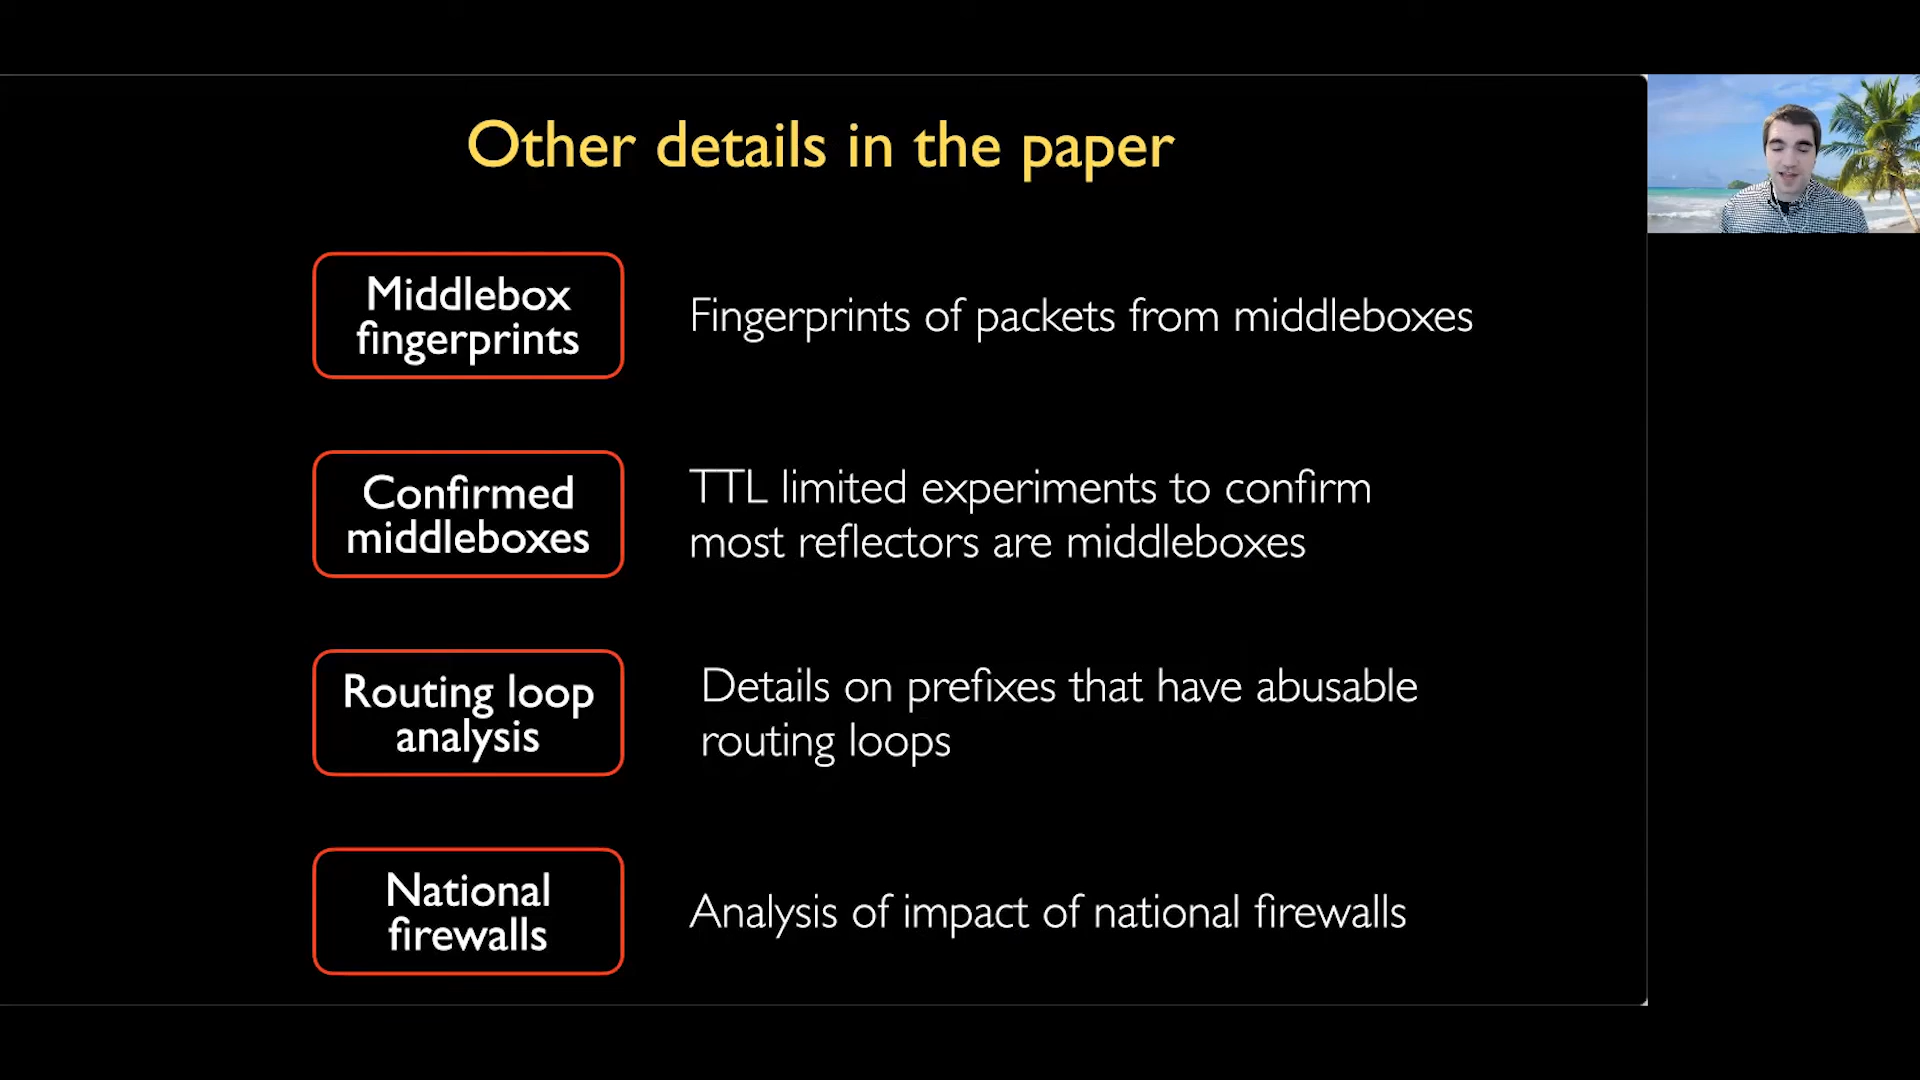 Other details in the paper
Middlebox
fingerprints
Fingerprints of packets from middleboxes
Confirmed
middleboxes
TTL limited experiments to confirm
most reflectors are middleboxes
Routing loop
analysis
Details on prefixes that have abusable
routing loops
National
firewalls
Analysis of impact of national firewalls